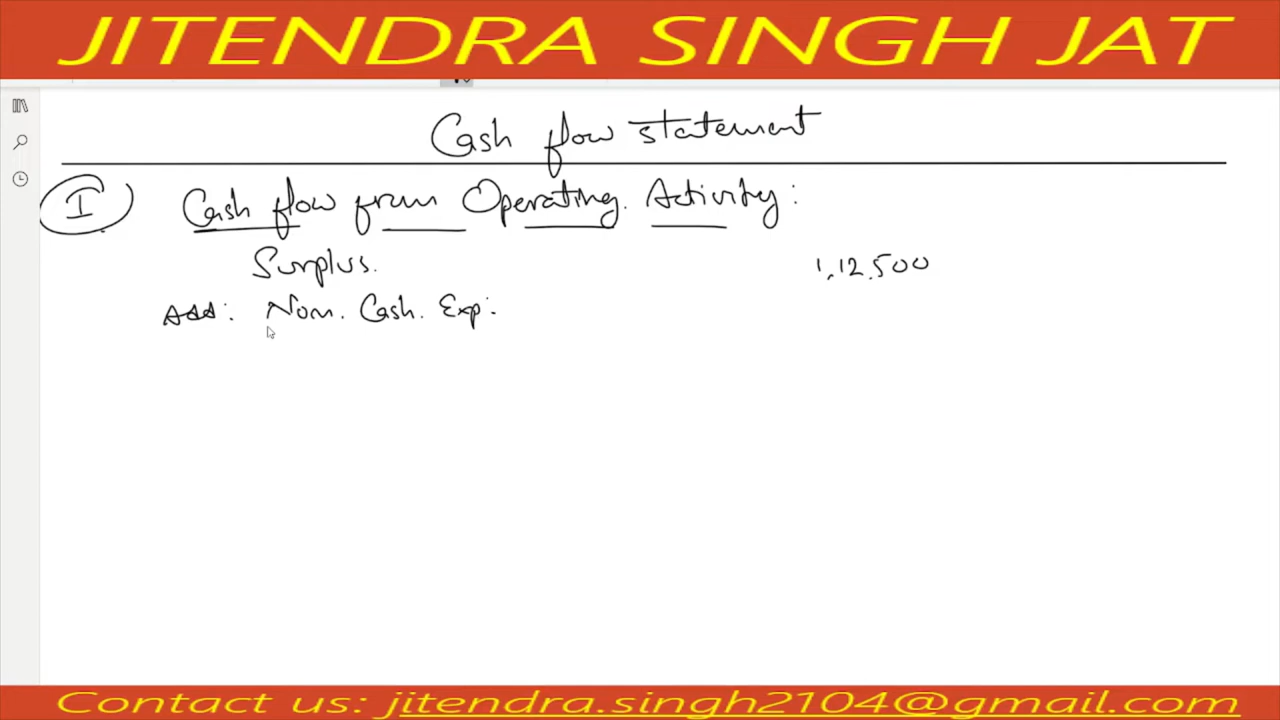 JITENDRA SINGH JAT
Cash flow statement
I Cash flow from Operating Activity:
Surplus. 1,12,500
Add: Non. Cash. Exp:
Contact us: jitendra.singh2104@gmail.com